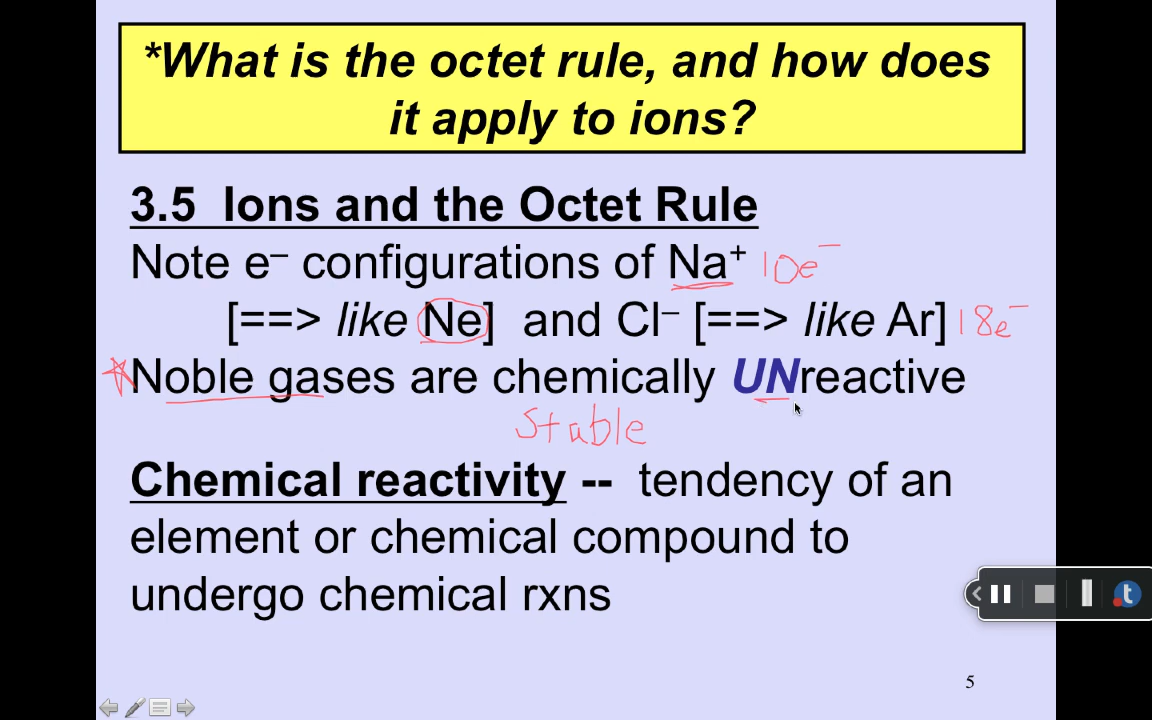 *What is the octet rule, and how does
it apply to ions?
3.5 Ions and the Octet Rule
Note e⁻ configurations of Na⁺ 10e⁻
[==> like Ne] and Cl⁻ [==> like Ar] 18e⁻
Noble gases are chemically UNreactive
Stable
Chemical reactivity -- tendency of an
element or chemical compound to
undergo chemical rxns
t
5